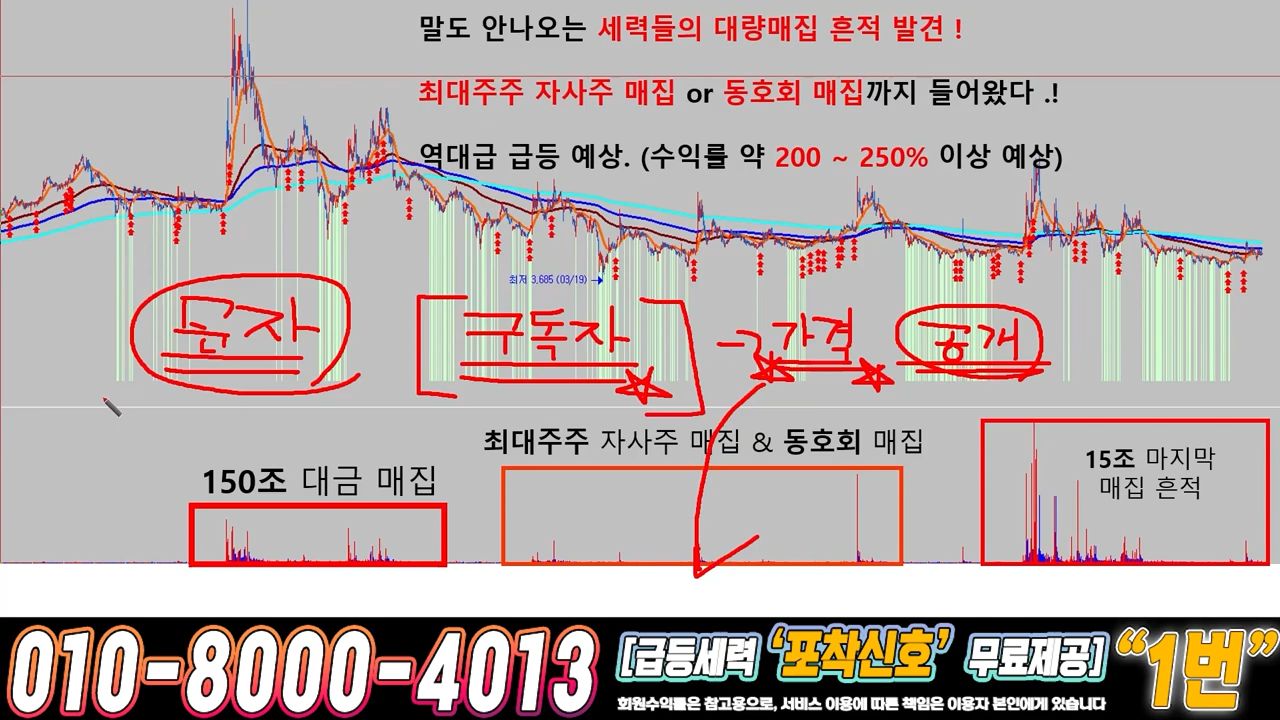 말도 안나오는 세력들의 대량매집 흔적 발견 !
최대주주 자사주 매집 or 동호회 매집까지 들어왔다 .!
역대급 급등 예상. (수익률 약 200 ~ 250% 이상 예상)
최저 3,685 (03/19)
문자 구독자 가격 공개
최대주주 자사주 매집 & 동호회 매집
150조 대금 매집
15조 마지막
매집 흔적
010-8000-4013 [급등세력 '포착신호' 무료제공] "1번"
회원수익률은 참고용으로, 서비스 이용에 따른 책임은 이용자 본인에게 있습니다